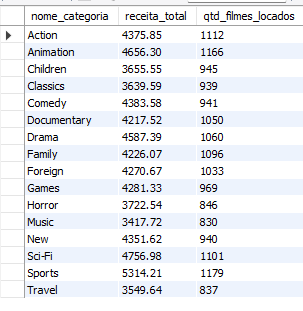 nome_categoria receita_total qtd_filmes_locados
Action 4375.85 1112
Animation 4656.30 1166
Children 3655.55 945
Classics 3639.59 939
Comedy 4383.58 941
Documentary 4217.52 1050
Drama 4587.39 1060
Family 4226.07 1096
Foreign 4270.67 1033
Games 4281.33 969
Horror 3722.54 846
Music 3417.72 830
New 4351.62 940
Sci-Fi 4756.98 1101
Sports 5314.21 1179
Travel 3549.64 837